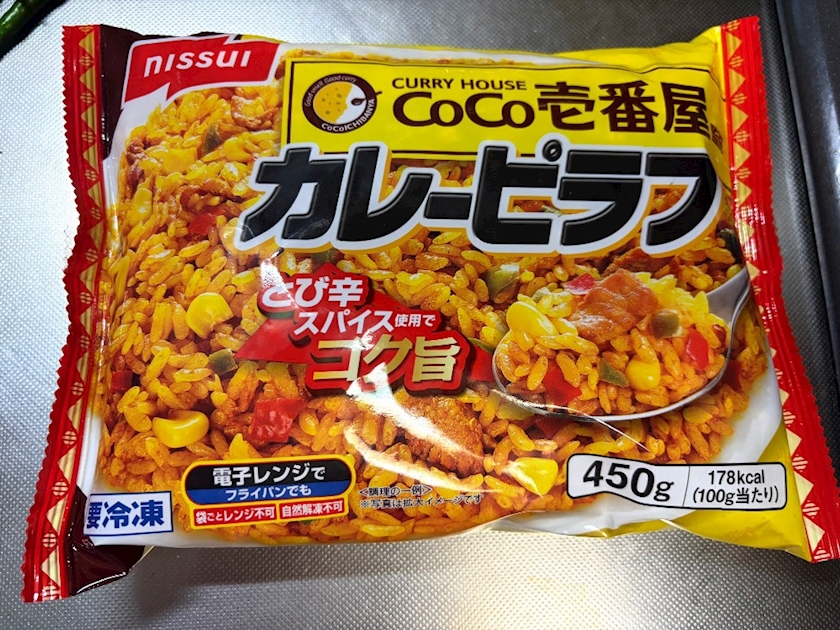 nissui
Good smell Good curry
CoCoICHIBANYA
CURRY HOUSE
CoCo壱番屋
カレーピラフ
とび辛
スパイス使用で
コク旨
電子レンジで
フライパンでも
袋ごとレンジ不可 自然解凍不可
<調理の一例>
※写真は拡大イメージです
450g
178kcal
(100g当たり)
要冷凍